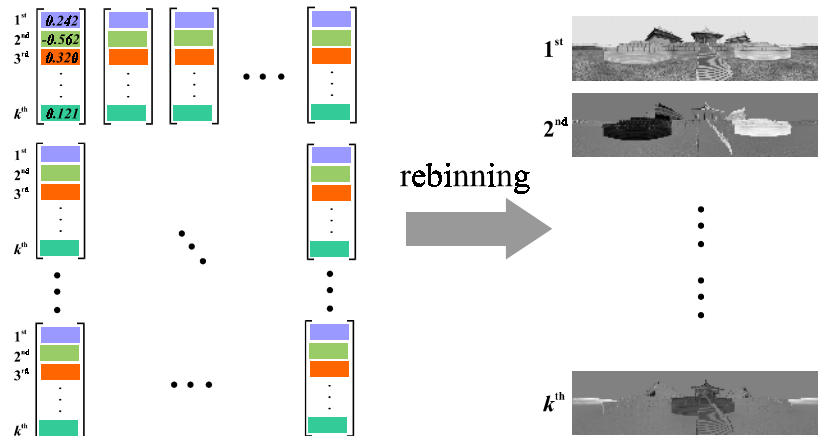 1st 0.242
2nd -0.562
3rd 0.320
kth 0.121
1st
2nd
3rd
kth
1st
2nd
3rd
kth
rebinning
1st
2nd
kth